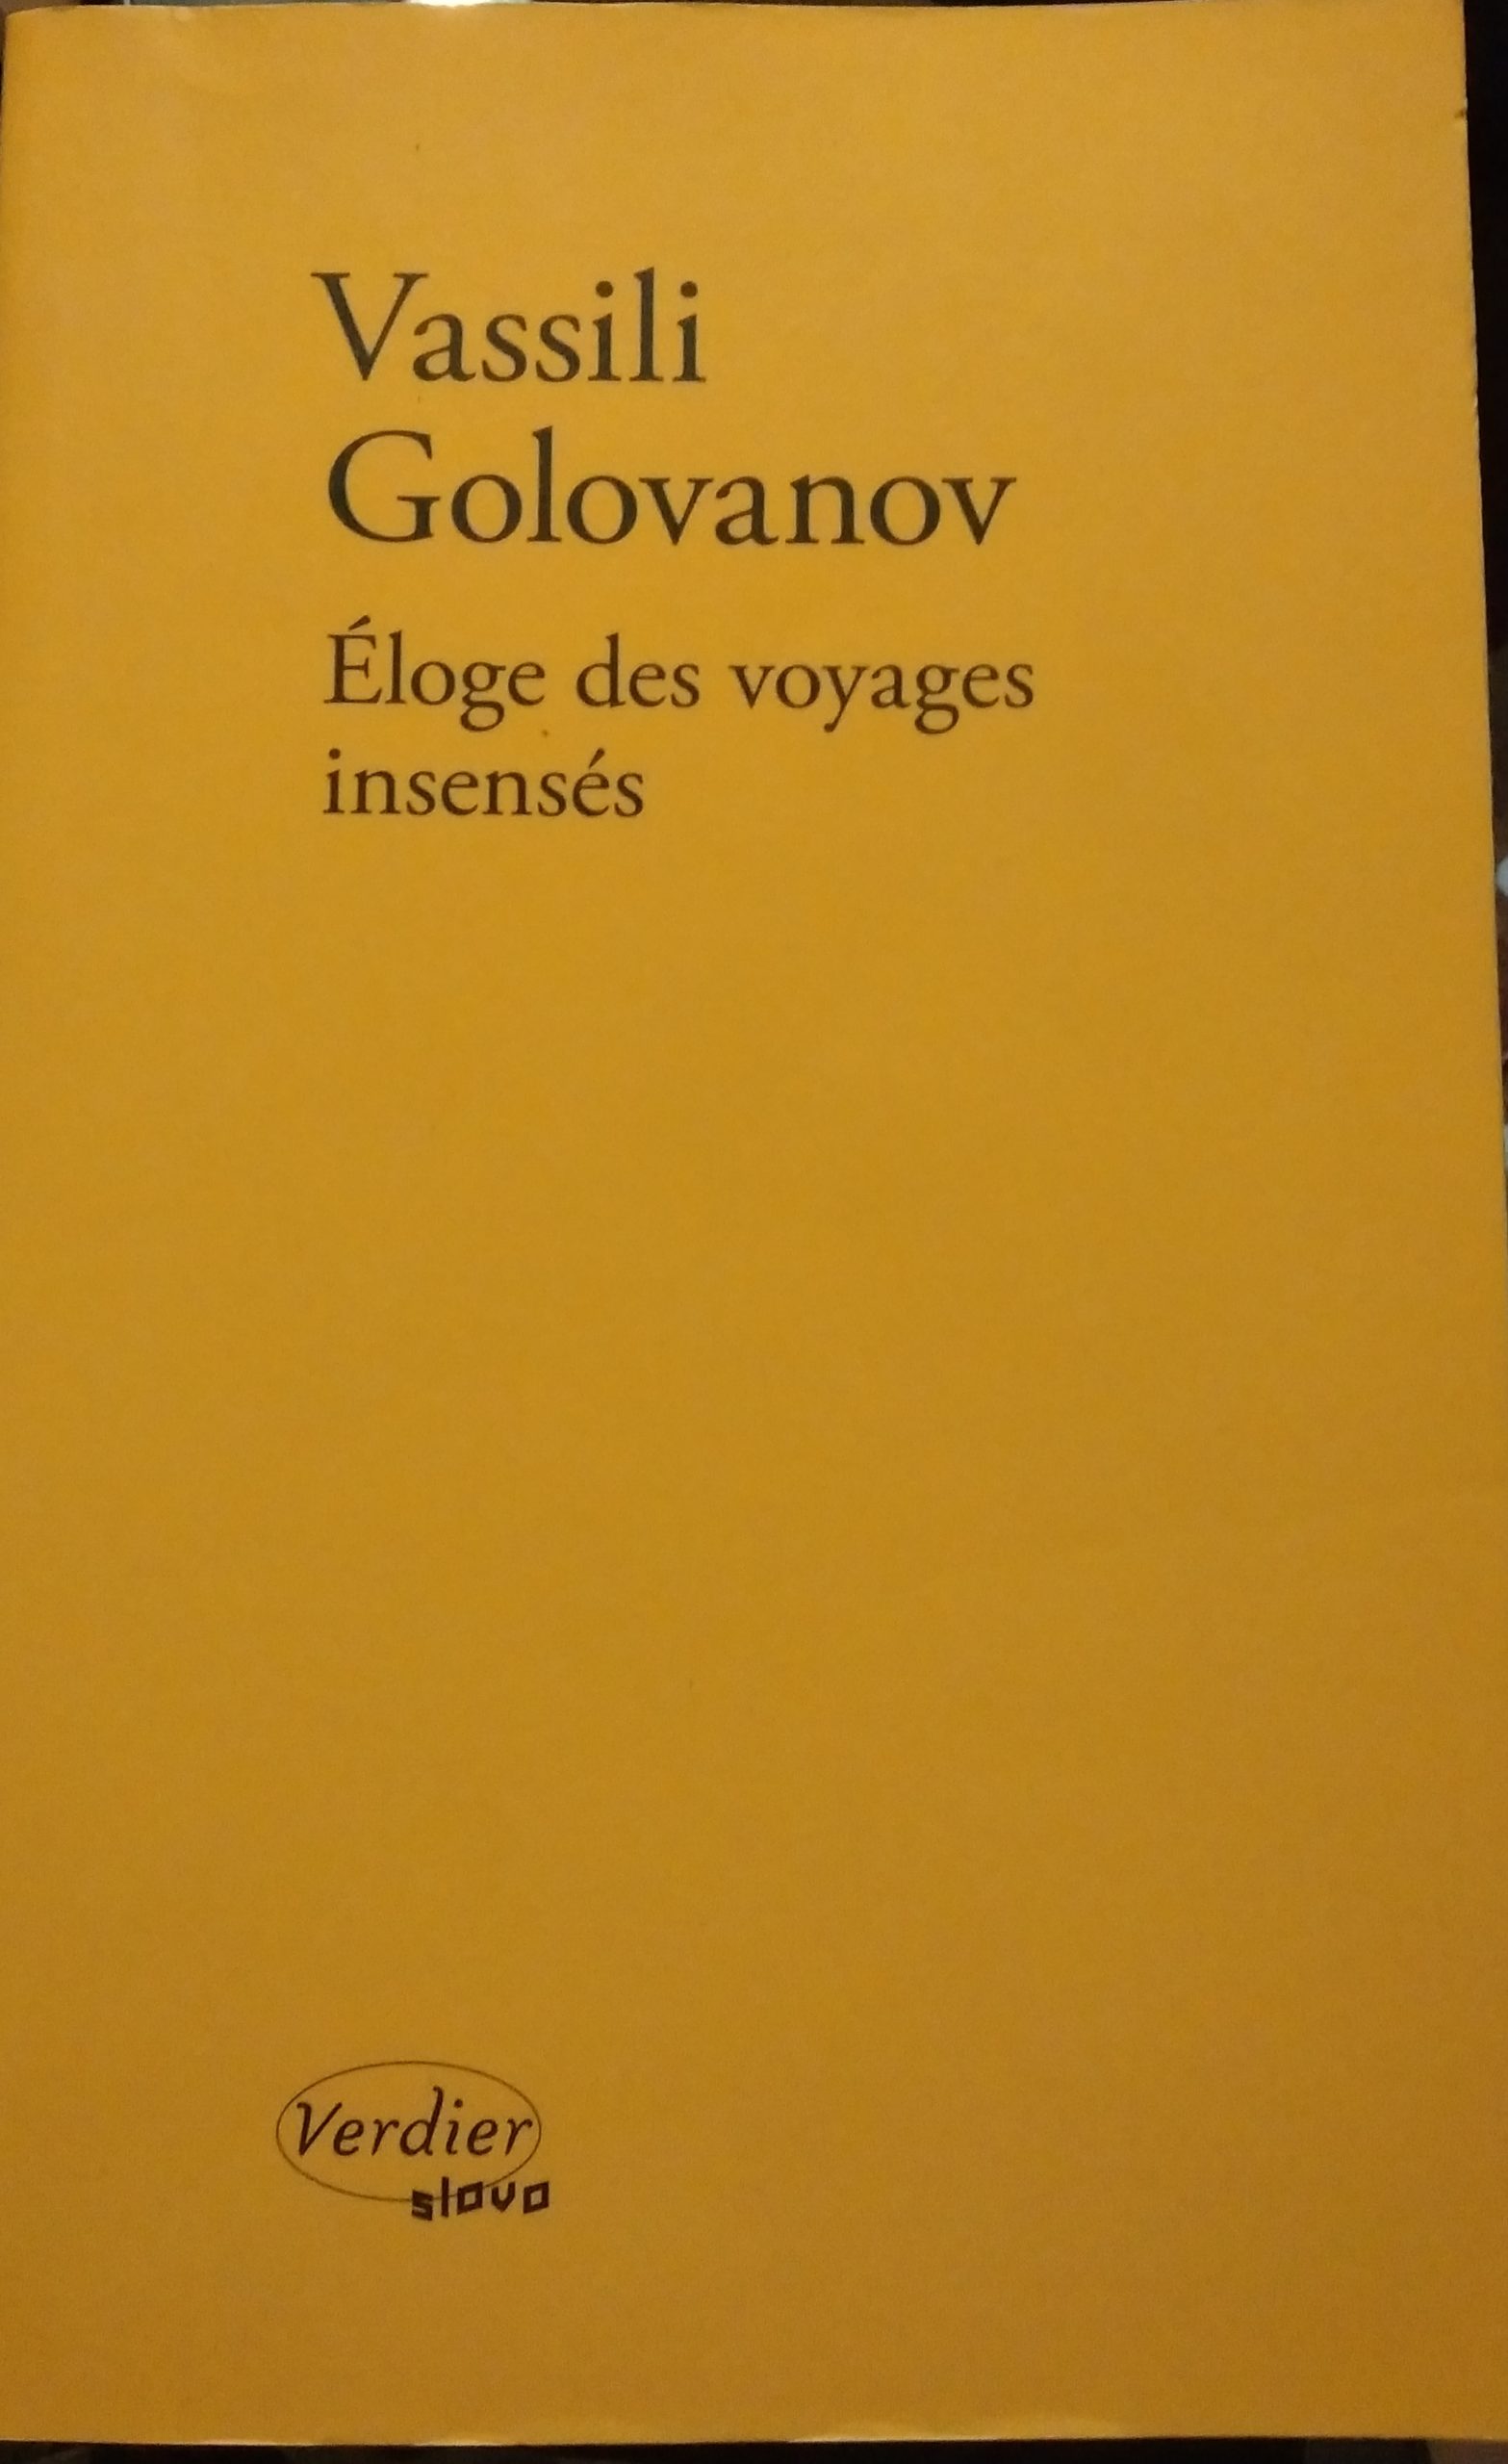 Vassili
Golovanov
Éloge des voyages
insensés
Verdier
slovo